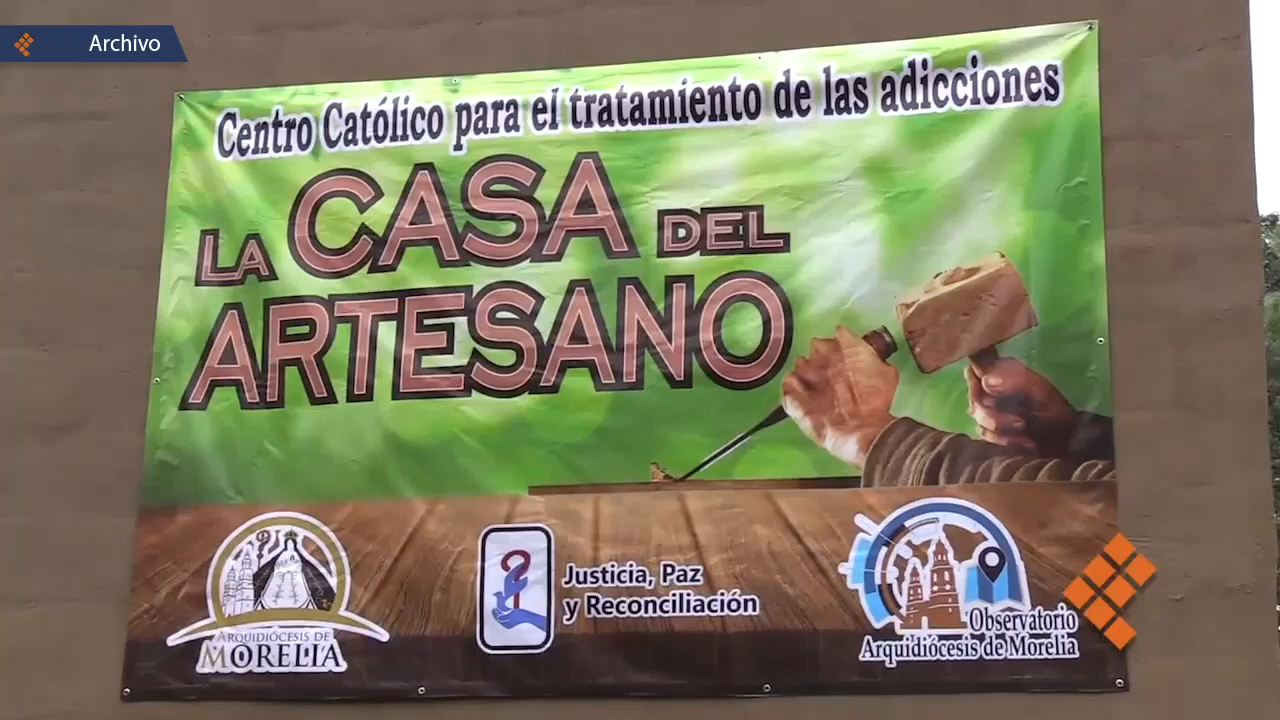 Archivo
Centro Católico para el tratamiento de las adicciones
LA CASA DEL
ARTESANO
ARQUIDIÓCESIS DE
MORELIA
Justicia, Paz
y Reconciliación
Observatorio
Arquidiócesis de Morelia